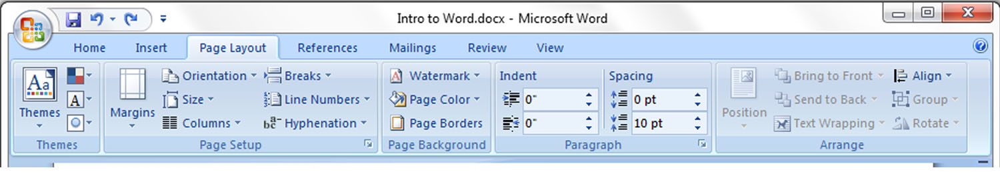 Intro to Word.docx - Microsoft Word
Home Insert Page Layout References Mailings Review View
Aa A Orientation Breaks A Watermark Indent Spacing Bring to Front Align
Themes A Margins Size Line Numbers Page Color 0" 0 pt Position Send to Back Group
Columns Hyphenation Page Borders 0" 10 pt Text Wrapping Rotate
Themes Page Setup Page Background Paragraph Arrange